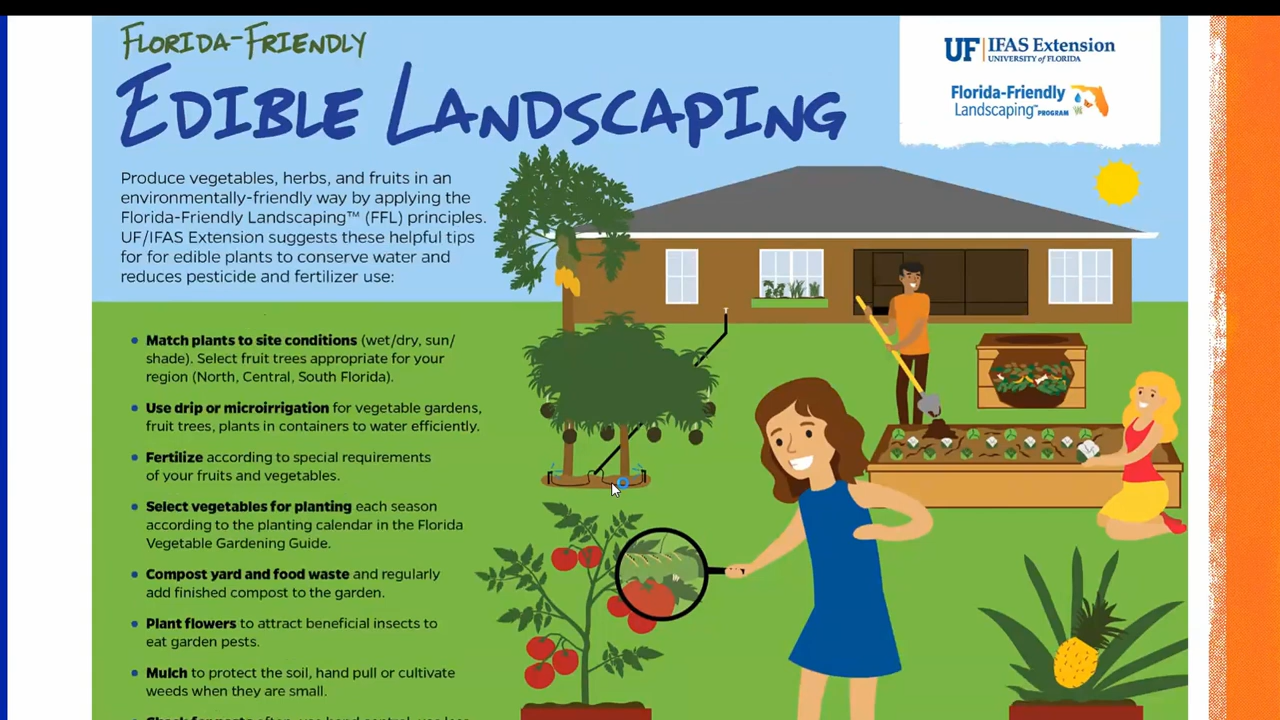 FLORIDA-FRIENDLY
EDIBLE LANDSCAPING
UF | IFAS Extension
UNIVERSITY of FLORIDA
Florida-Friendly
Landscaping™ PROGRAM
Produce vegetables, herbs, and fruits in an
environmentally-friendly way by applying the
Florida-Friendly Landscaping™ (FFL) principles.
UF/IFAS Extension suggests these helpful tips
for for edible plants to conserve water and
reduces pesticide and fertilizer use:
• Match plants to site conditions (wet/dry, sun/
shade). Select fruit trees appropriate for your
region (North, Central, South Florida).
• Use drip or microirrigation for vegetable gardens,
fruit trees, plants in containers to water efficiently.
• Fertilize according to special requirements
of your fruits and vegetables.
• Select vegetables for planting each season
according to the planting calendar in the Florida
Vegetable Gardening Guide.
• Compost yard and food waste and regularly
add finished compost to the garden.
• Plant flowers to attract beneficial insects to
eat garden pests.
• Mulch to protect the soil, hand pull or cultivate
weeds when they are small.